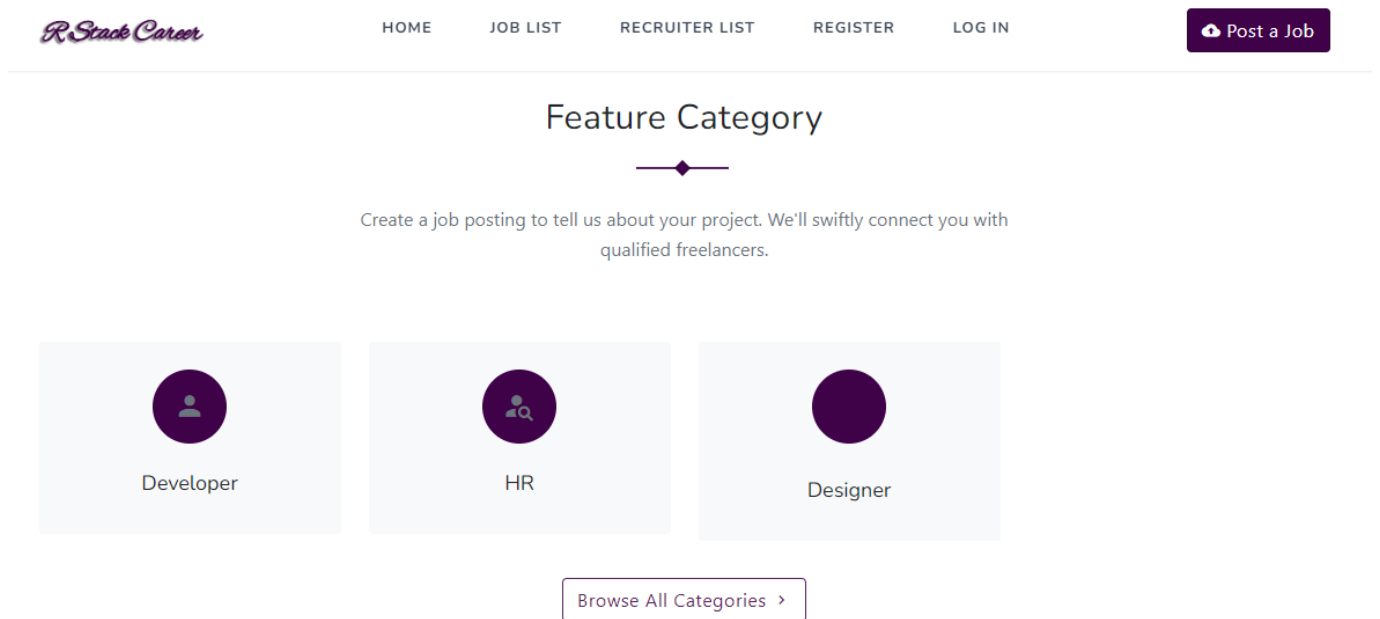 R Stack Career
HOME
JOB LIST
RECRUITER LIST
REGISTER
LOG IN
Post a Job
Feature Category
Create a job posting to tell us about your project. We'll swiftly connect you with
qualified freelancers.
Developer
HR
Designer
Browse All Categories